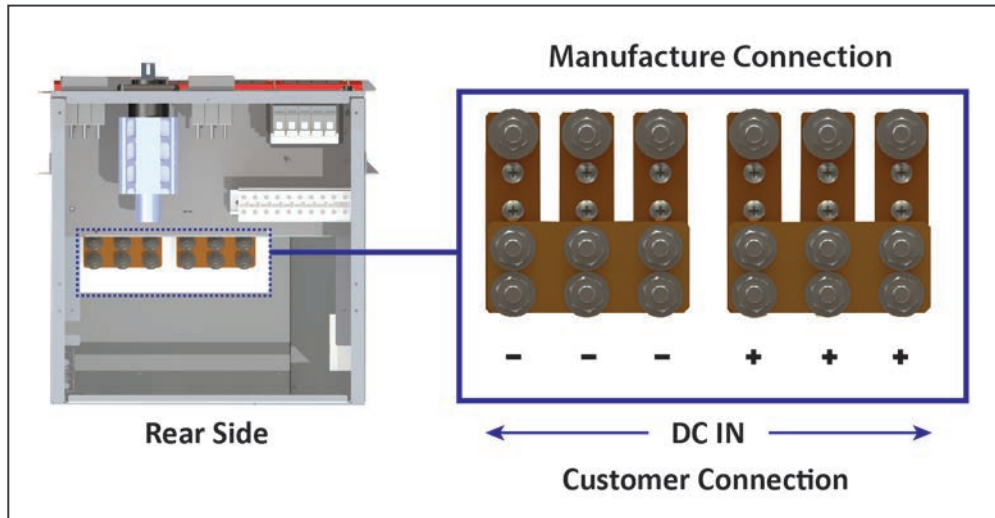 Manufacture Connection
- - - + + +
Rear Side
DC IN
Customer Connection